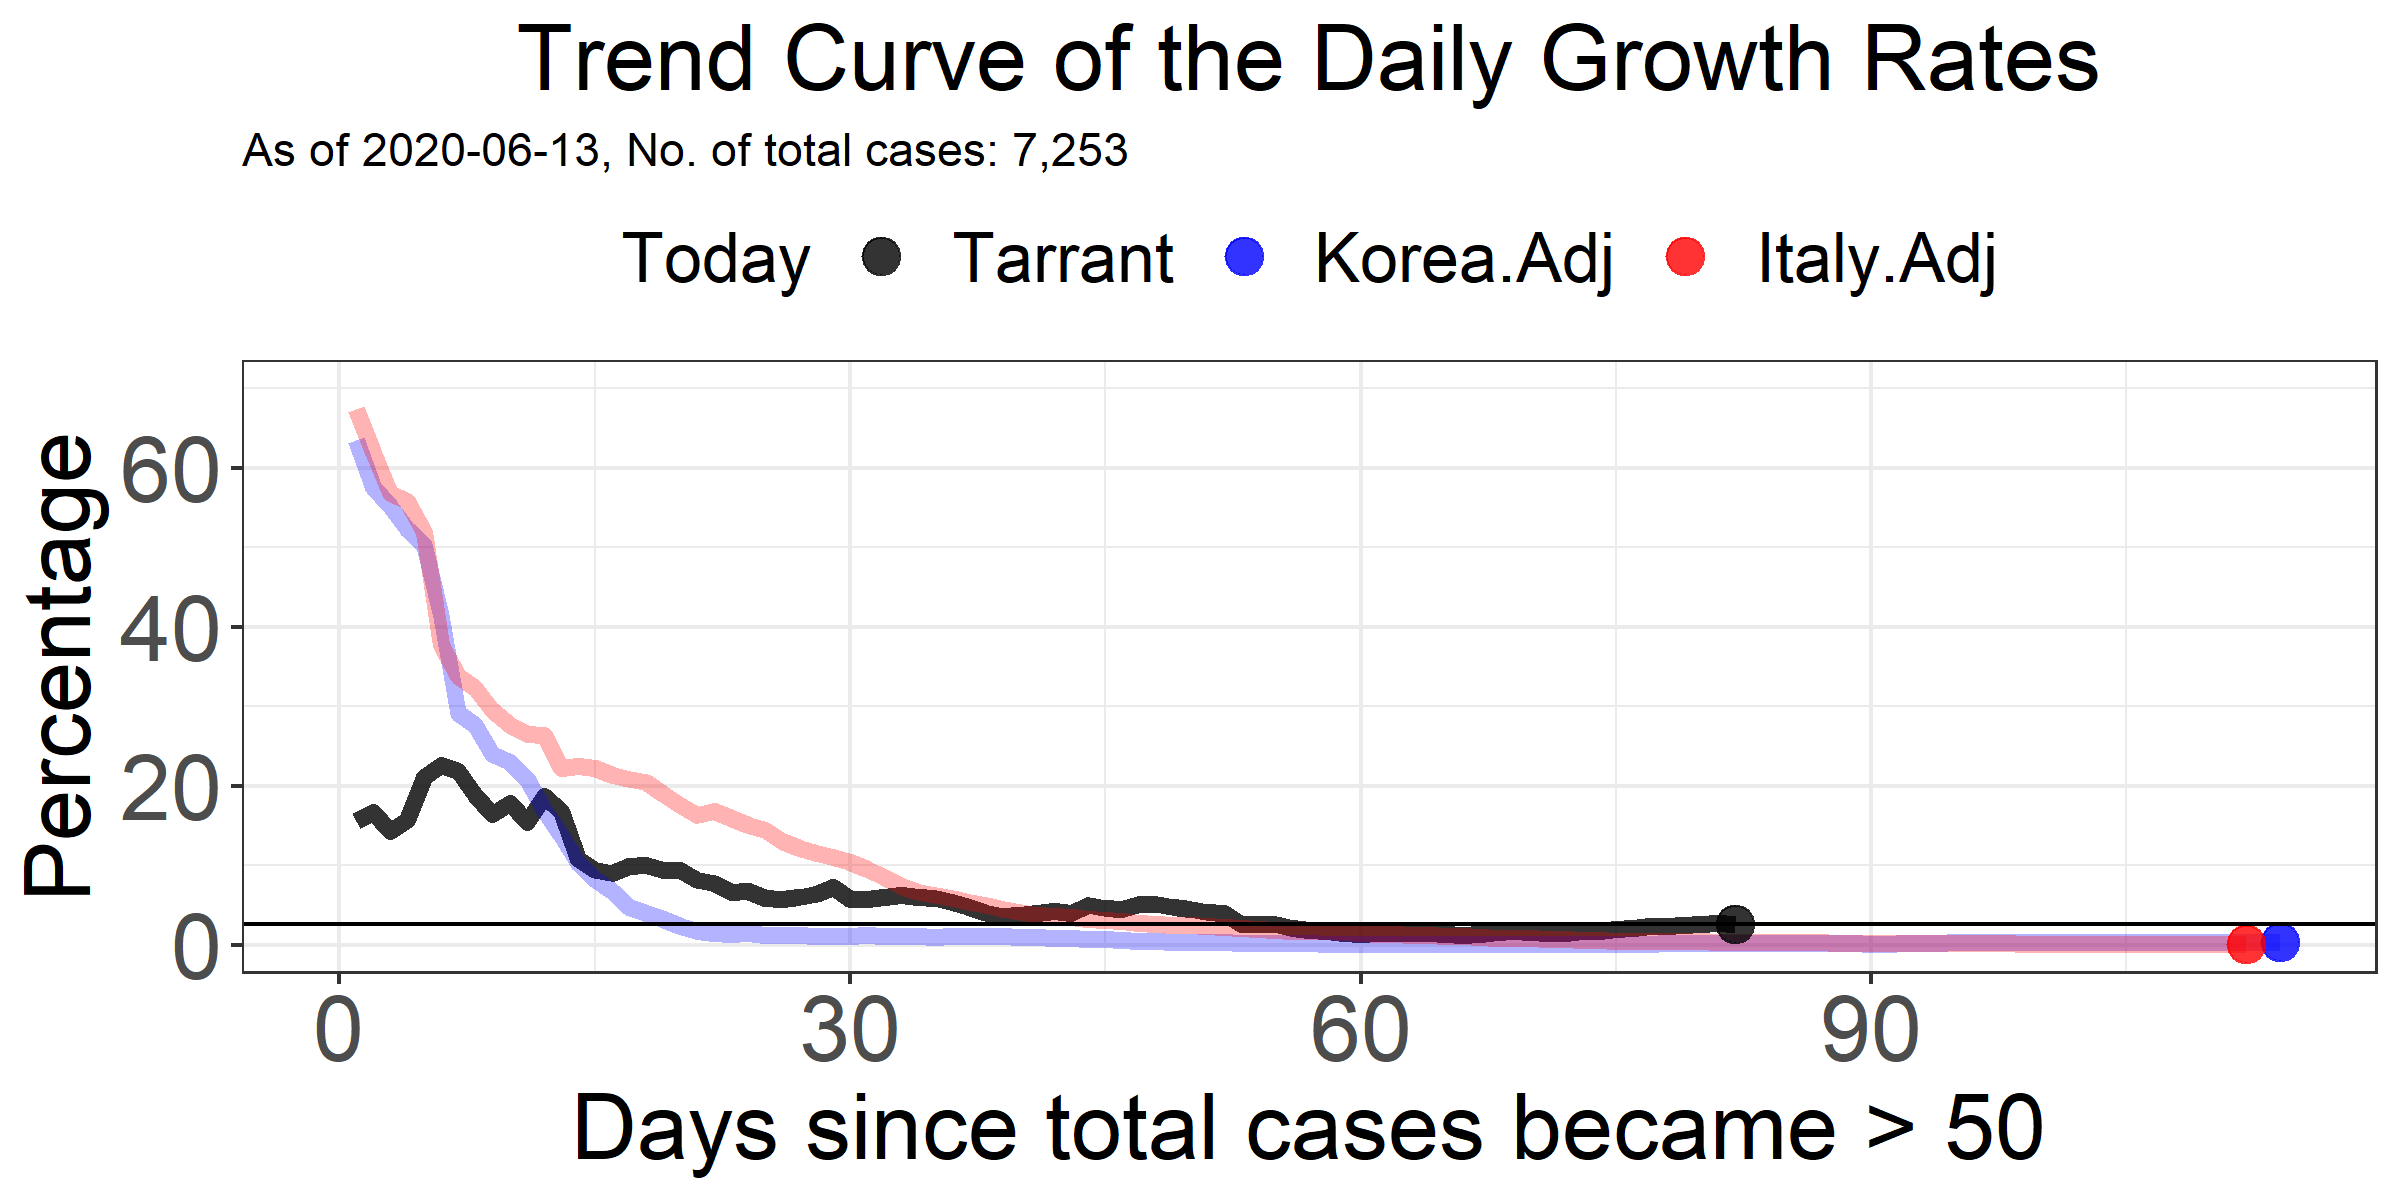 Trend Curve of the Daily Growth Rates
As of 2020-06-13, No. of total cases: 7,253
Today Tarrant Korea.Adj Italy.Adj
Percentage
60
40
20
0
0 30 60 90
Days since total cases became > 50